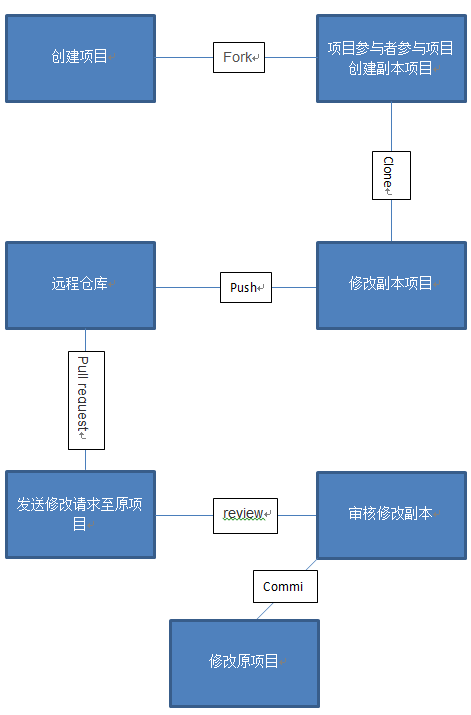 创建项目
Fork
项目参与者参与项目
创建副本项目
Clone
远程仓库
Push
修改副本项目
Pull request
发送修改请求至原项
目
review
审核修改副本
Commi
修改原项目